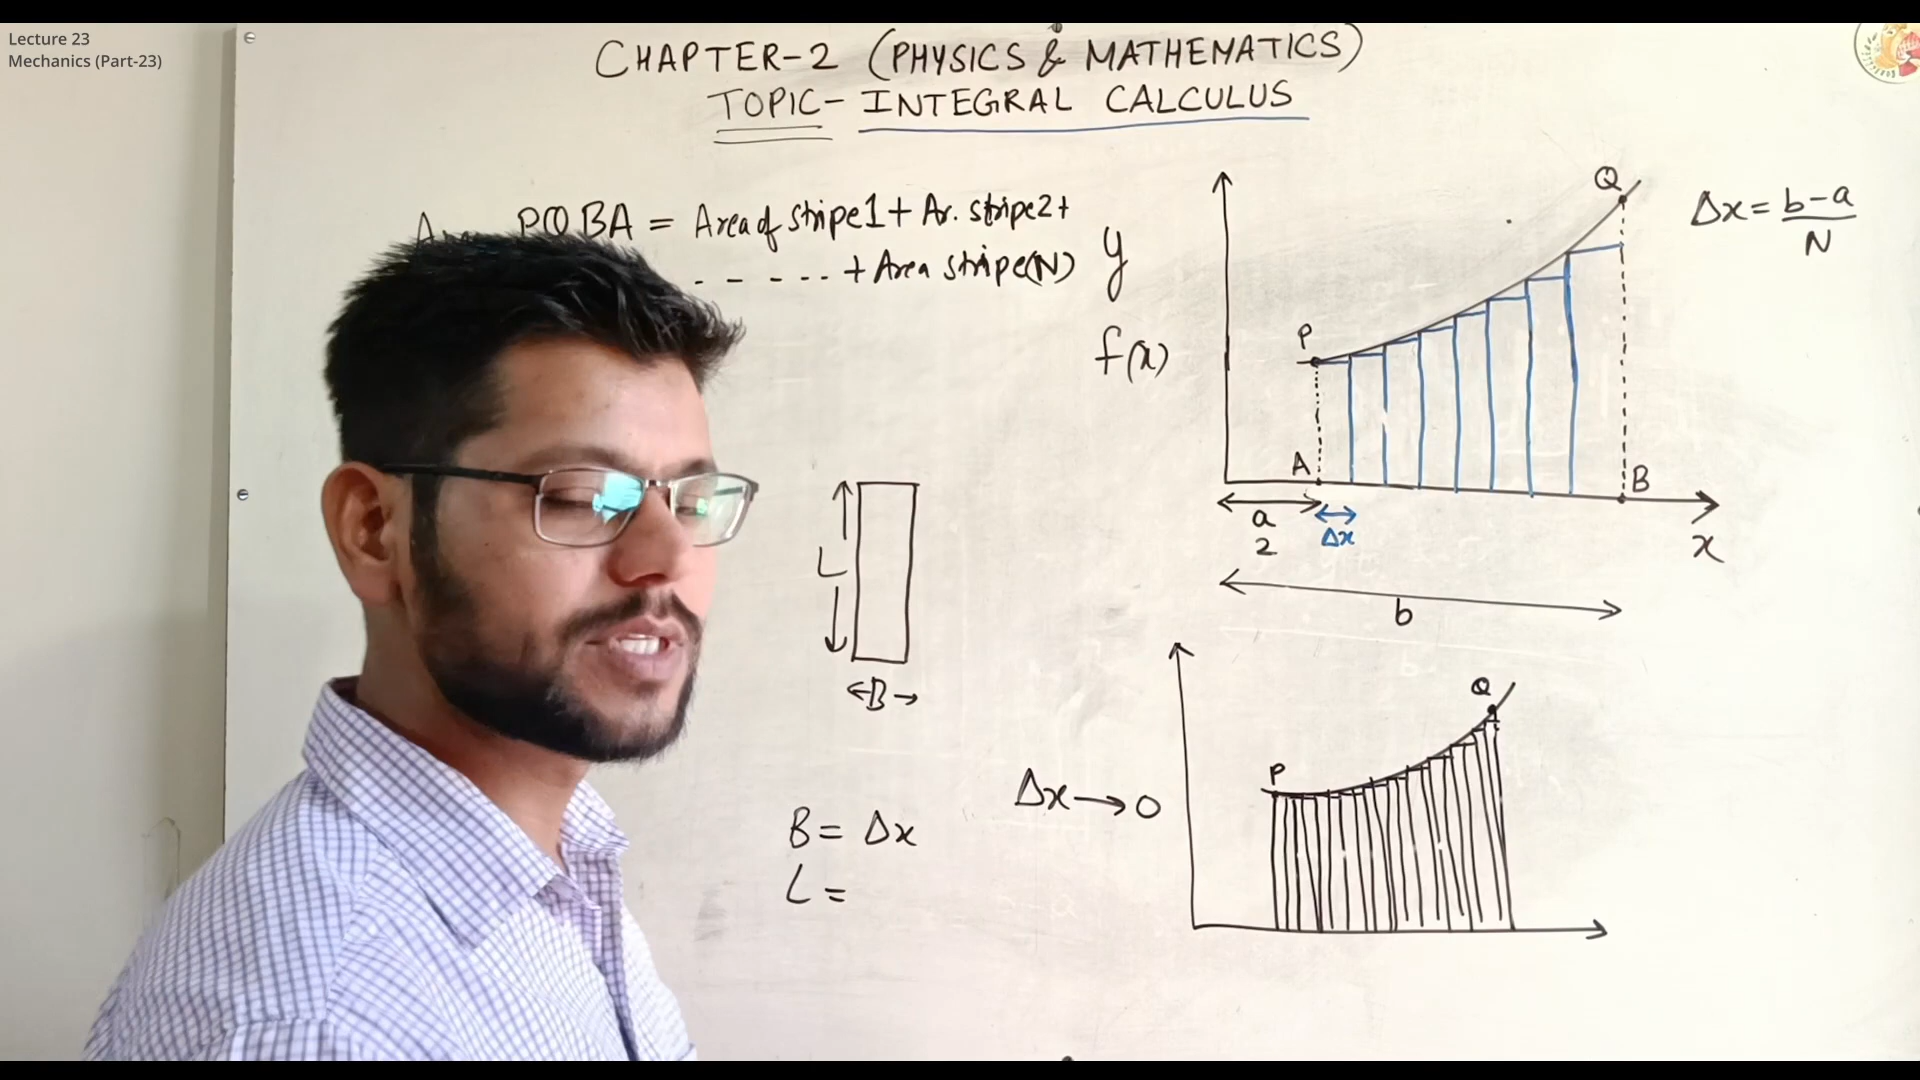 Lecture 23
Mechanics (Part-23)
CHAPTER-2 (PHYSICS & MATHEMATICS)
TOPIC- INTEGRAL CALCULUS
PQBA = Area of stripe1 + Ar. stripe2 +
- - - - .. + Area stripe(N)
y
f(x)
P
Q
A
B
a
2
Δx
x
b
Δx = b-a
N
L
B
B = Δx
L =
Δx → 0
P
Q